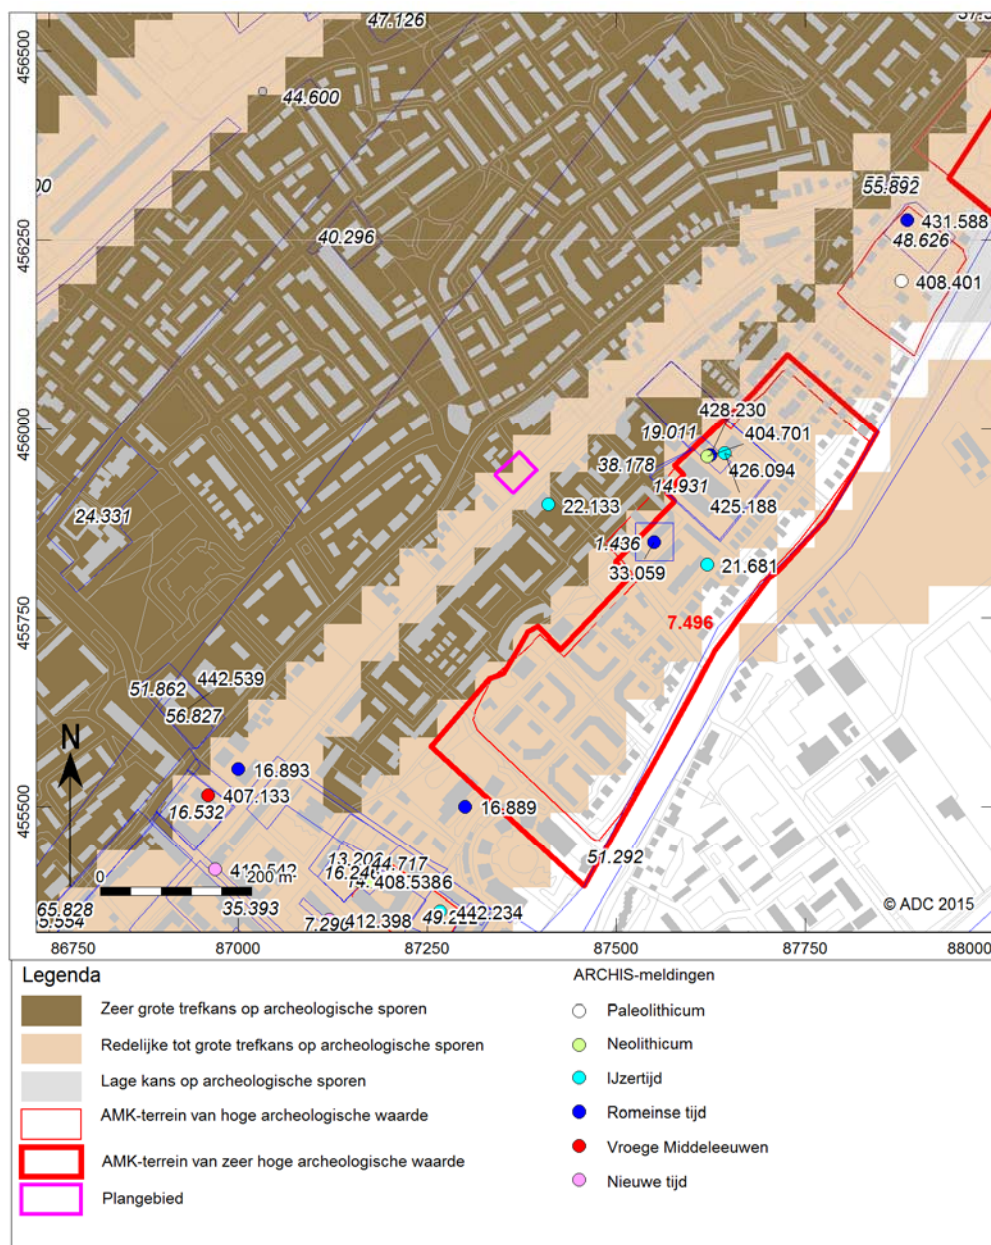 47.126
456500
44.600
55.892
431.588
40.296
48.626
456250
408.401
428.230
19.011
404.701
456000
38.178
426.094
14.931
425.188
24.331
22.133
1.436
33.059
21.681
455750
7.496
442.539
51.862
56.827
N
16.893
407.133
16.532
16.889
455500
51.292
0
200 m
44.717
408.5386
© ADC 2015
65.828
35.393
442.234
7.290
412.398
86750
87000
87250
87500
87750
88000
Legenda
ARCHIS-meldingen
Zeer grote trefkans op archeologische sporen
Paleolithicum
Redelijke tot grote trefkans op archeologische sporen
Neolithicum
Lage kans op archeologische sporen
IJzertijd
AMK-terrein van hoge archeologische waarde
Romeinse tijd
AMK-terrein van zeer hoge archeologische waarde
Vroege Middeleeuwen
Plangebied
Nieuwe tijd